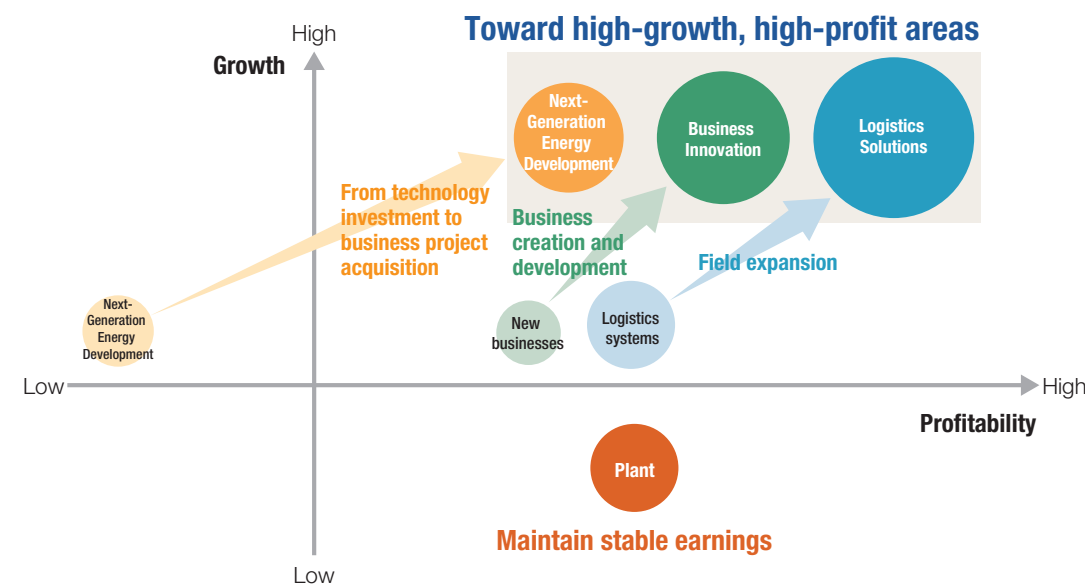 Toward high-growth, high-profit areas
High
Growth
Next-
Generation
Energy
Development
Business
Innovation
Logistics
Solutions
From technology
investment to
business project
acquisition
Business
creation and
development
Field expansion
Next-
Generation
Energy
Development
New
businesses
Logistics
systems
Low
High
Profitability
Plant
Maintain stable earnings
Low